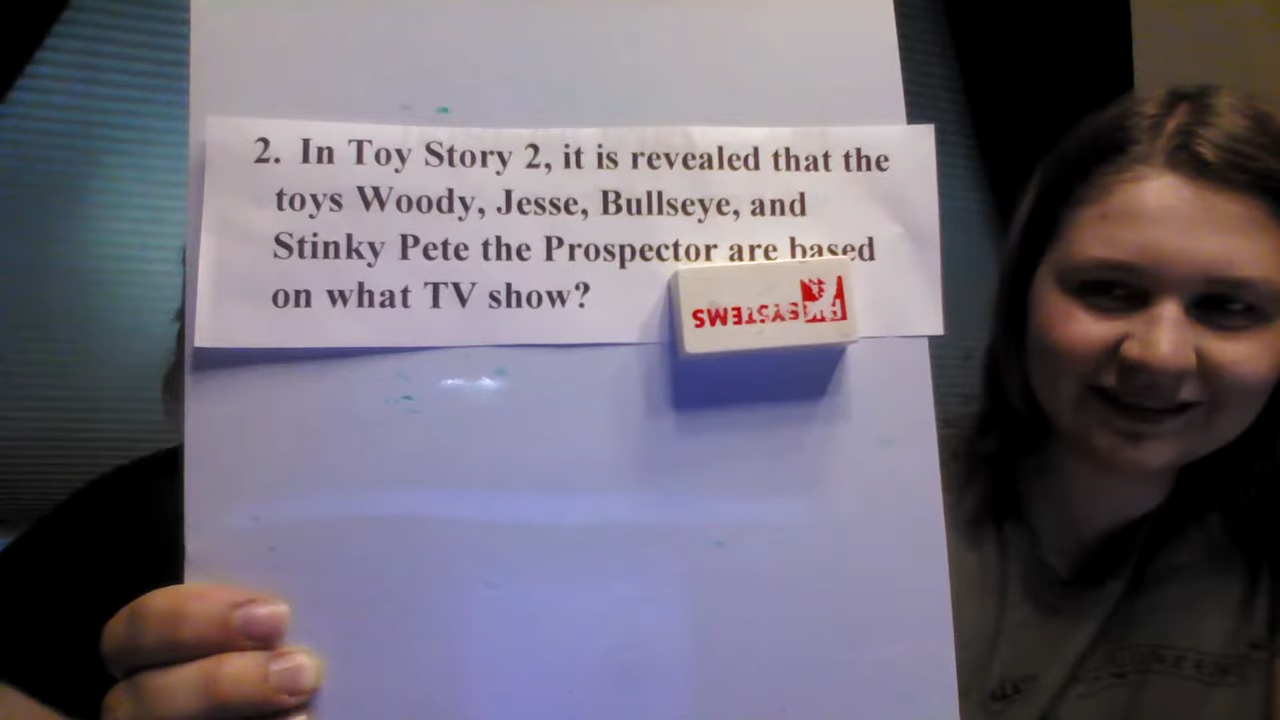 2. In Toy Story 2, it is revealed that the
toys Woody, Jesse, Bullseye, and
Stinky Pete the Prospector are based
on what TV show?
SYSTEMS